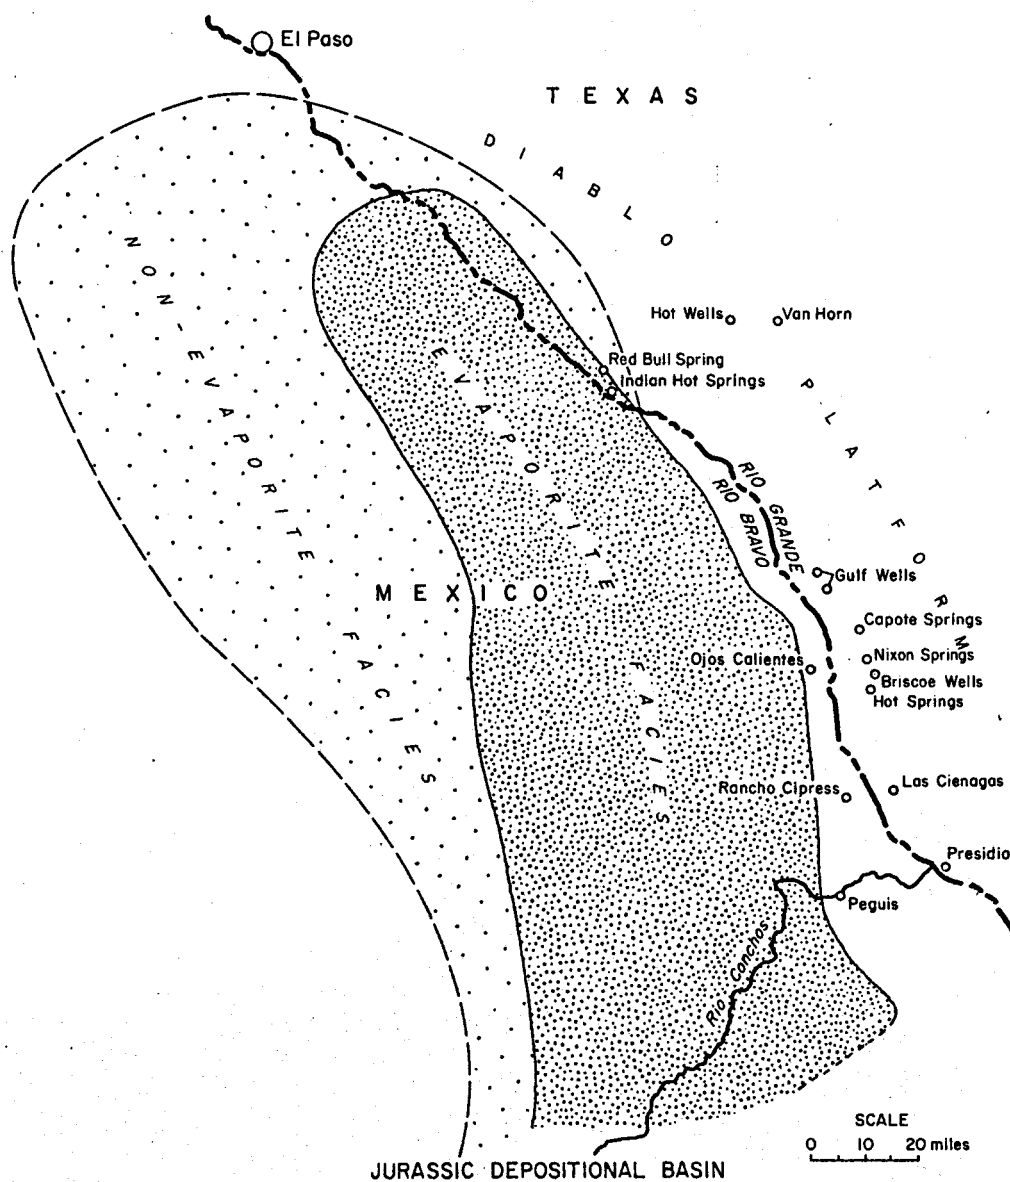 El Paso
TEXAS
DIABLO PLATFORM
NON-EVAPORITE FACIES
EVAPORITE FACIES
Hot Wells
Van Horn
Red Bull Spring
Indian Hot Springs
RIO GRANDE
RIO BRAVO
MEXICO
Gulf Wells
Capote Springs
Ojos Calientes
Nixon Springs
Briscoe Wells
Hot Springs
Rancho Cipress
Las Cienagas
Presidio
Peguis
Rio Conchos
SCALE
0 10 20 miles
JURASSIC DEPOSITIONAL BASIN